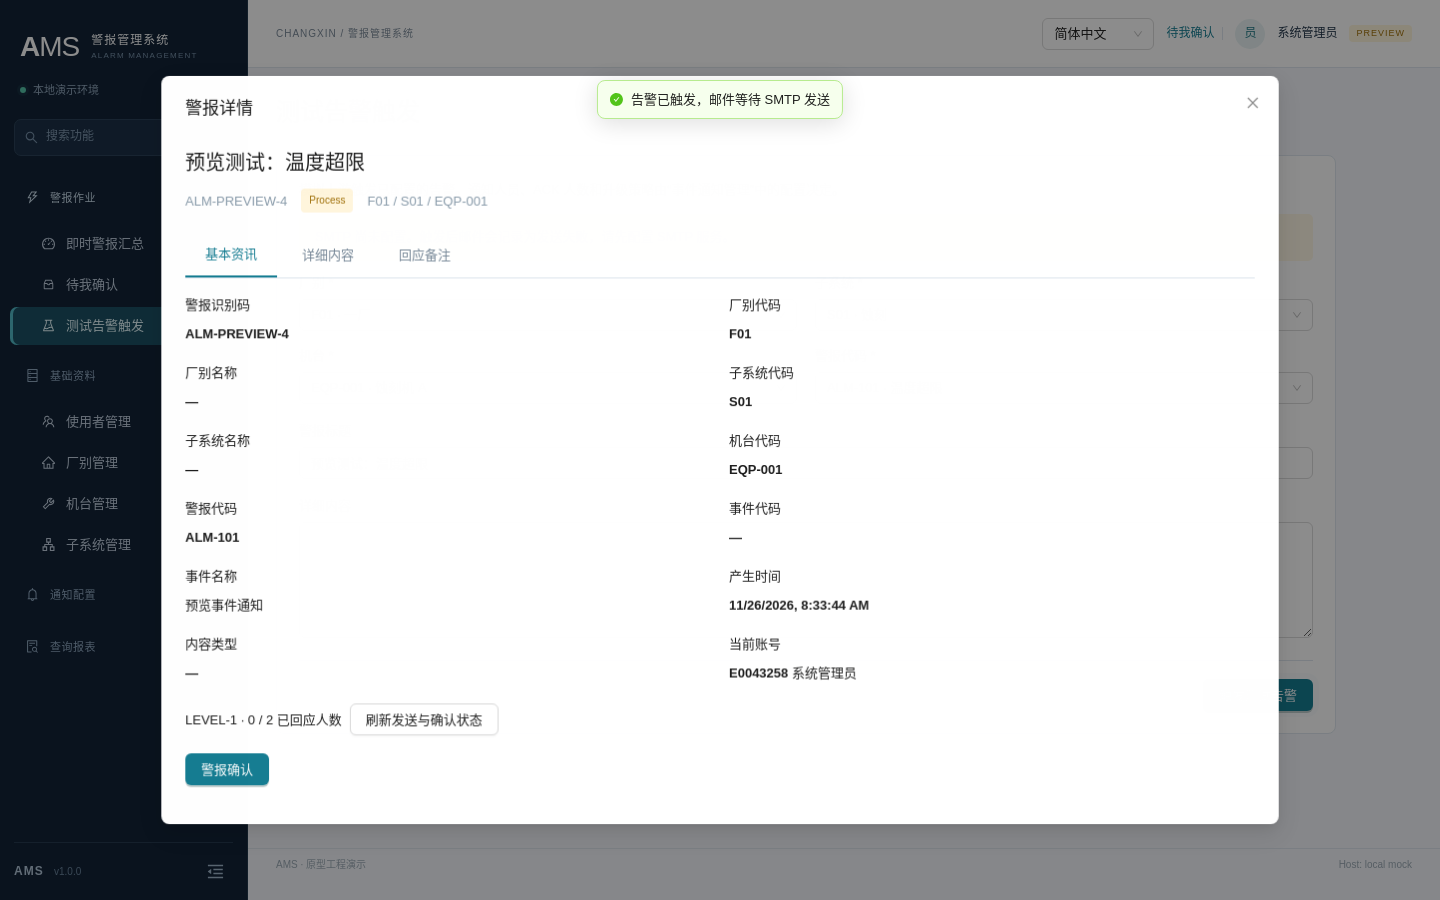 AMS
警报管理系统
ALARM MANAGEMENT
本地演示环境
搜索功能
警报作业
即时警报汇总
待我确认
测试告警触发
基础资料
使用者管理
厂别管理
机台管理
子系统管理
通知配置
查询报表
AMS v1.0.0
CHANGXIN / 警报管理系统
简体中文
待我确认
员
系统管理员
PREVIEW
告警已触发，邮件等待 SMTP 发送
警报详情
预览测试：温度超限
ALM-PREVIEW-4
Process
F01 / S01 / EQP-001
基本资讯
详细内容
回应备注
警报识别码
ALM-PREVIEW-4
厂别代码
F01
厂别名称
—
子系统代码
S01
子系统名称
—
机台代码
EQP-001
警报代码
ALM-101
事件代码
—
事件名称
预览事件通知
产生时间
11/26/2026, 8:33:44 AM
内容类型
—
当前账号
E0043258 系统管理员
LEVEL-1 · 0 / 2 已回应人数
刷新发送与确认状态
警报确认
告警
AMS · 原型工程演示
Host: local mock